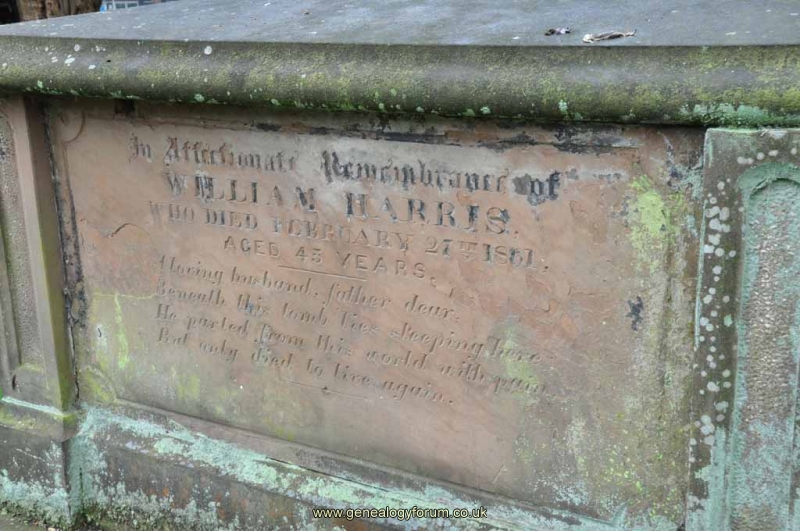 In Affectionate Remembrance of
WILLIAM HARRIS.
WHO DIED FEBRUARY 27TH 1861.
AGED 45 YEARS.
A loving husband, father dear,
Beneath this tomb lies sleeping here
He parted from this world with pain
But only died to live again.
www.genealogyforum.co.uk